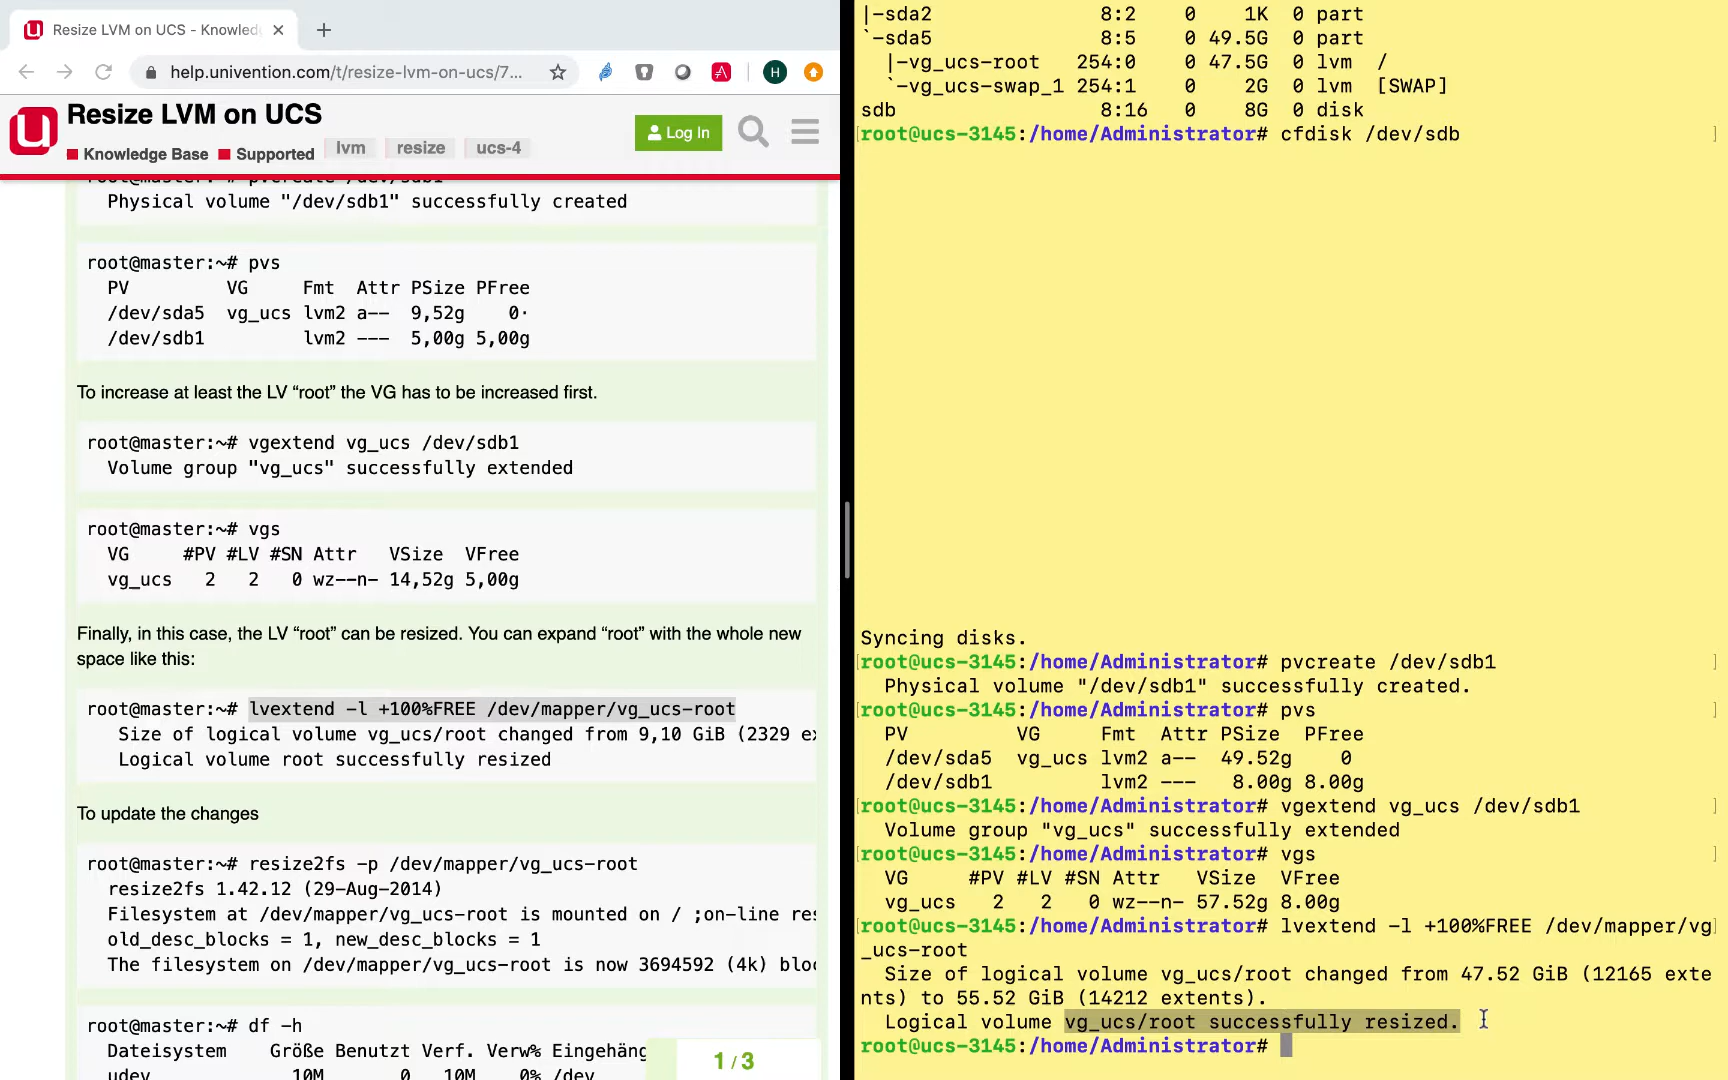 Resize LVM on UCS - Knowled
help.univention.com/t/resize-lvm-on-ucs/7...
H
Resize LVM on UCS
Knowledge Base Supported lvm resize ucs-4
Log In
Physical volume "/dev/sdb1" successfully created
root@master:~# pvs
PV VG Fmt Attr PSize PFree
/dev/sda5 vg_ucs lvm2 a-- 9,52g 0·
/dev/sdb1 lvm2 --- 5,00g 5,00g
To increase at least the LV “root” the VG has to be increased first.
root@master:~# vgextend vg_ucs /dev/sdb1
Volume group "vg_ucs" successfully extended
root@master:~# vgs
VG #PV #LV #SN Attr VSize VFree
vg_ucs 2 2 0 wz--n- 14,52g 5,00g
Finally, in this case, the LV “root” can be resized. You can expand “root” with the whole new
space like this:
root@master:~# lvextend -l +100%FREE /dev/mapper/vg_ucs-root
Size of logical volume vg_ucs/root changed from 9,10 GiB (2329 ex
Logical volume root successfully resized
To update the changes
root@master:~# resize2fs -p /dev/mapper/vg_ucs-root
resize2fs 1.42.12 (29-Aug-2014)
Filesystem at /dev/mapper/vg_ucs-root is mounted on / ;on-line res
old_desc_blocks = 1, new_desc_blocks = 1
The filesystem on /dev/mapper/vg_ucs-root is now 3694592 (4k) bloc
root@master:~# df -h
Dateisystem Größe Benutzt Verf. Verw% Eingehäng
udev 10M 0 10M 0% /dev
1 / 3
|-sda2 8:2 0 1K 0 part
`-sda5 8:5 0 49.5G 0 part
|-vg_ucs-root 254:0 0 47.5G 0 lvm /
`-vg_ucs-swap_1 254:1 0 2G 0 lvm [SWAP]
sdb 8:16 0 8G 0 disk
[root@ucs-3145:/home/Administrator# cfdisk /dev/sdb ]
Syncing disks.
[root@ucs-3145:/home/Administrator# pvcreate /dev/sdb1 ]
Physical volume "/dev/sdb1" successfully created.
[root@ucs-3145:/home/Administrator# pvs ]
PV VG Fmt Attr PSize PFree
/dev/sda5 vg_ucs lvm2 a-- 49.52g 0
/dev/sdb1 lvm2 --- 8.00g 8.00g
[root@ucs-3145:/home/Administrator# vgextend vg_ucs /dev/sdb1 ]
Volume group "vg_ucs" successfully extended
[root@ucs-3145:/home/Administrator# vgs ]
VG #PV #LV #SN Attr VSize VFree
vg_ucs 2 2 0 wz--n- 57.52g 8.00g
[root@ucs-3145:/home/Administrator# lvextend -l +100%FREE /dev/mapper/vg]
_ucs-root
Size of logical volume vg_ucs/root changed from 47.52 GiB (12165 exte
nts) to 55.52 GiB (14212 extents).
Logical volume vg_ucs/root successfully resized.
root@ucs-3145:/home/Administrator#